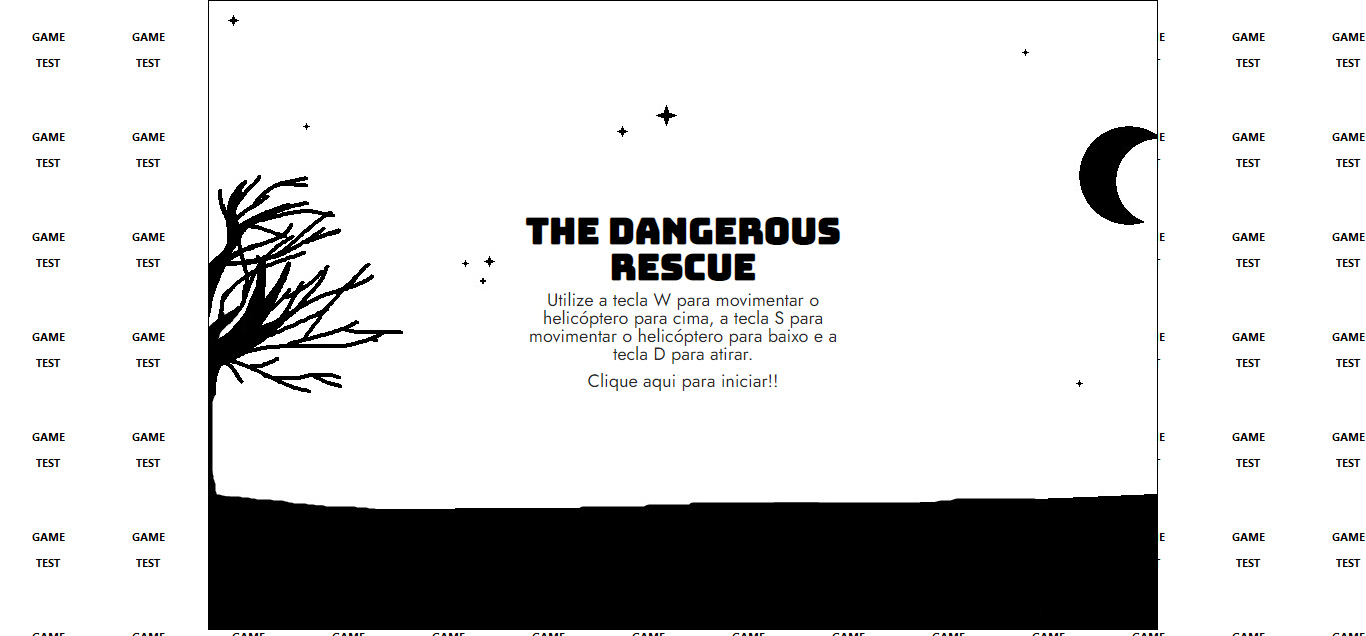 THE DANGEROUS
RESCUE
Utilize a tecla W para movimentar o
helicóptero para cima, a tecla S para
movimentar o helicóptero para baixo e a
tecla D para atirar.
Clique aqui para iniciar!!
GAME GAME E GAME GAME
TEST TEST TEST TEST
GAME GAME E GAME GAME
TEST TEST TEST TEST
GAME GAME E GAME GAME
TEST TEST TEST TEST
GAME GAME E GAME GAME
TEST TEST TEST TEST
GAME GAME E GAME GAME
TEST TEST TEST TEST
GAME GAME E GAME GAME
TEST TEST TEST TEST